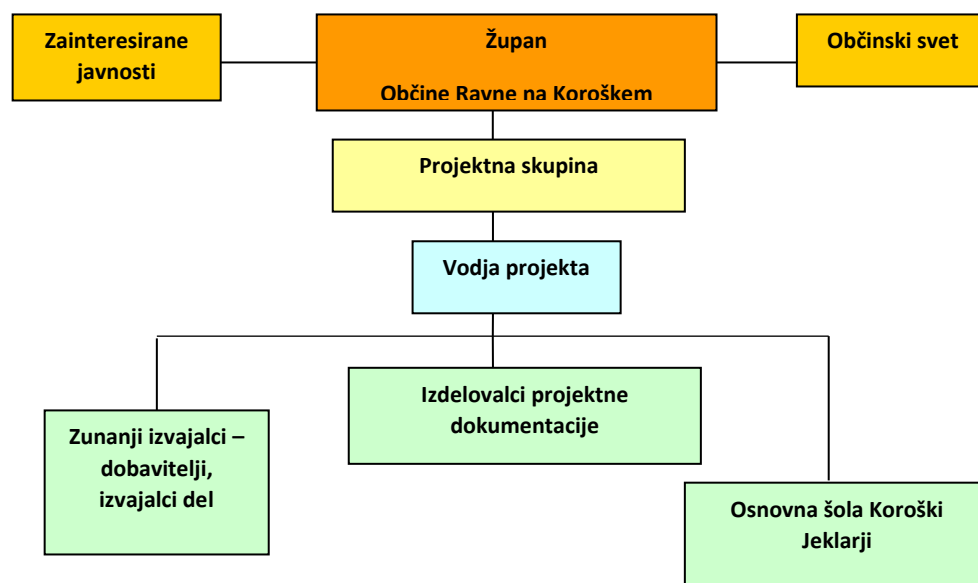 Zainteresirane
javnosti
Župan
Občine Ravne na Koroškem
Občinski svet
Projektna skupina
Vodja projekta
Zunanji izvajalci –
dobavitelji,
izvajalci del
Izdelovalci projektne
dokumentacije
Osnovna šola Koroški
Jeklarji